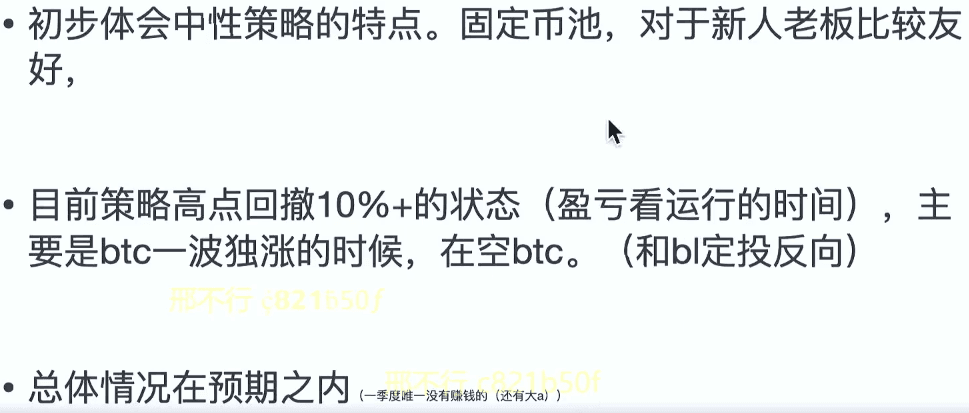 • 初步体会中性策略的特点。固定币池，对于新人老板比较友
好，
• 目前策略高点回撤10%+的状态（盈亏看运行的时间），主
要是btc一波独涨的时候，在空btc。（和bl定投反向）
邢不行 c821b50f
• 总体情况在预期之内（一季度唯一没有赚钱的（还有大a））
邢不行 c821b50f